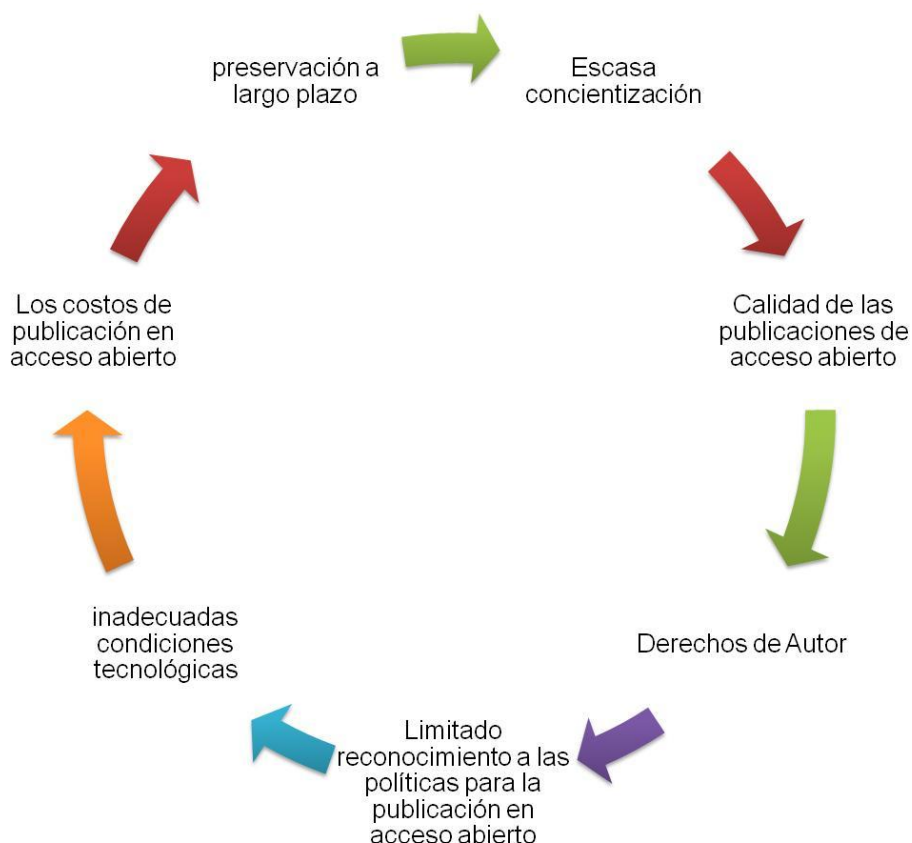 preservación a
largo plazo
Escasa
concientización
Calidad de las
publicaciones de
acceso abierto
Derechos de Autor
Limitado
reconocimiento a las
políticas para la
publicación en
acceso abierto
inadecuadas
condiciones
tecnológicas
Los costos de
publicación en
acceso abierto